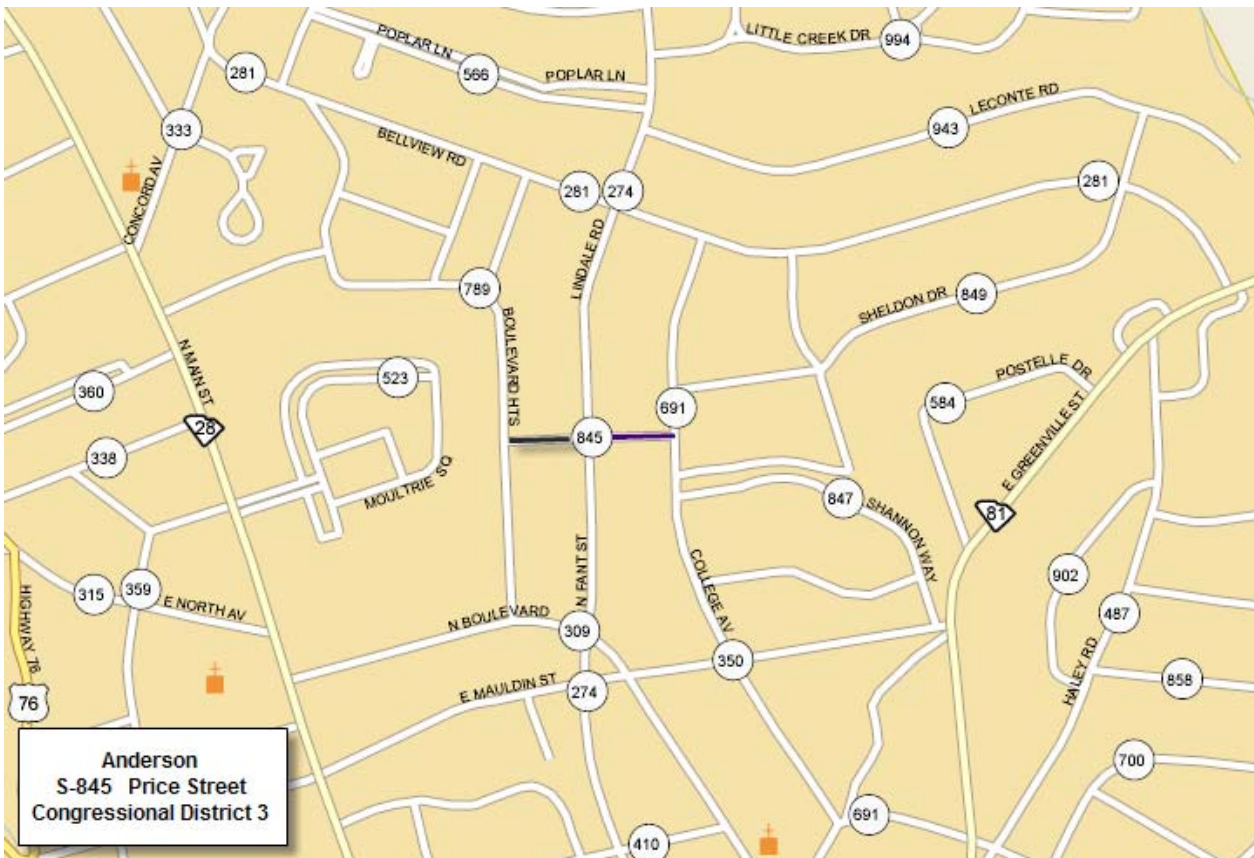 LITTLE CREEK DR
994
POPLAR LN
566
POPLAR LN
281
LECONTE RD
943
333
BELLVIEW RD
281
274
281
CONCORD AV
LINDALE RD
789
SHELDON DR
849
BOULEVARD HTS
N MAIN ST
523
360
POSTELLE DR
584
691
28
845
E GREENVILLE ST
338
MOULTRIE SQ
847
SHANNON WAY
81
N FANT ST
COLLEGE AV
902
315
359
E NORTH AV
HIGHWAY 76
N BOULEVARD
309
487
350
HALEY RD
858
E MAULDIN ST
274
76
700
691
410
Anderson
S-845 Price Street
Congressional District 3